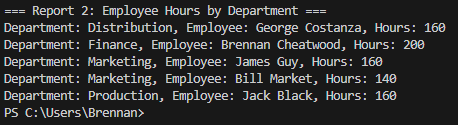 === Report 2: Employee Hours by Department ===
Department: Distribution, Employee: George Costanza, Hours: 160
Department: Finance, Employee: Brennan Cheatwood, Hours: 200
Department: Marketing, Employee: James Guy, Hours: 160
Department: Marketing, Employee: Bill Market, Hours: 140
Department: Production, Employee: Jack Black, Hours: 160
PS C:\Users\Brennan>